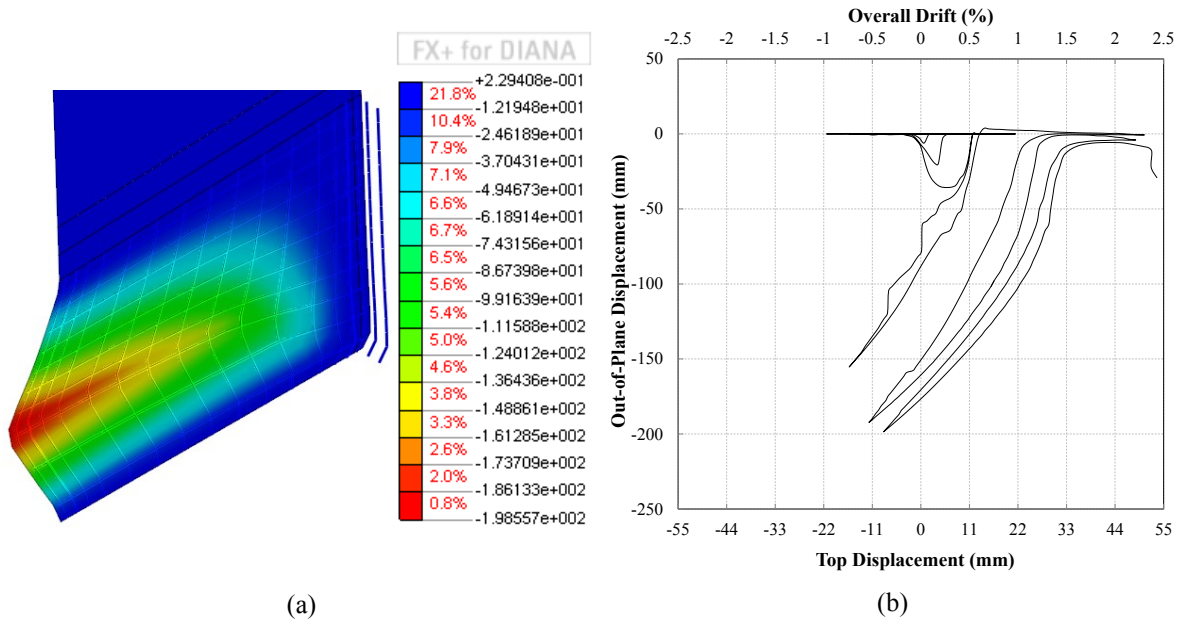 FX+ for DIANA
+2.29408e-001
21.8%
-1.21948e+001
10.4%
-2.46189e+001
7.9%
-3.70431e+001
7.1%
-4.94673e+001
6.6%
-6.18914e+001
6.7%
-7.43156e+001
6.5%
-8.67398e+001
5.6%
-9.91639e+001
5.4%
-1.11588e+002
5.0%
-1.24012e+002
4.6%
-1.36436e+002
3.8%
-1.48861e+002
3.3%
-1.61285e+002
2.6%
-1.73709e+002
2.0%
-1.86133e+002
0.8%
-1.98557e+002
(a)
Overall Drift (%)
-2.5 -2 -1.5 -1 -0.5 0 0.5 1 1.5 2 2.5
50
0
-50
-100
-150
-200
-250
Out-of-Plane Displacement (mm)
-55 -44 -33 -22 -11 0 11 22 33 44 55
Top Displacement (mm)
(b)